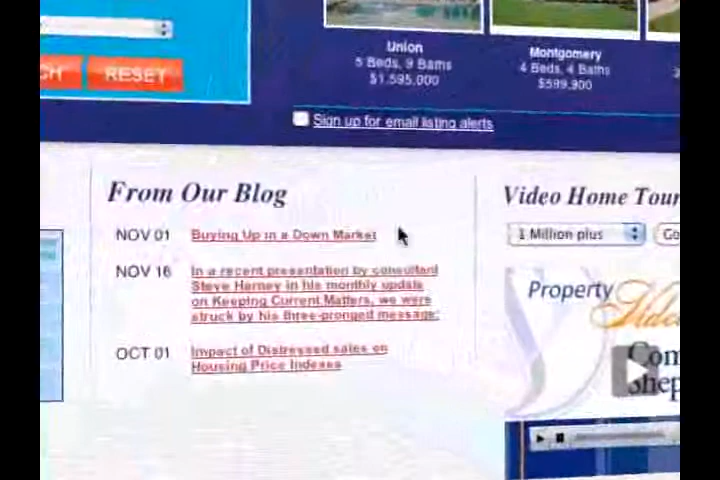 Union
5 Beds, 9 Baths
$1,595,000
Montgomery
4 Beds, 4 Baths
$599,900
RESET
Sign up for email listing alerts
From Our Blog
NOV 01 Buying Up in a Down Market
NOV 16 In a recent presentation by consultant
Steve Harney in his monthly update
on Keeping Current Matters, we were
struck by his three-pronged message:
OCT 01 Impact of Distressed sales on
Housing Price Indexes
Video Home Tour
1 Million plus
Go
Property